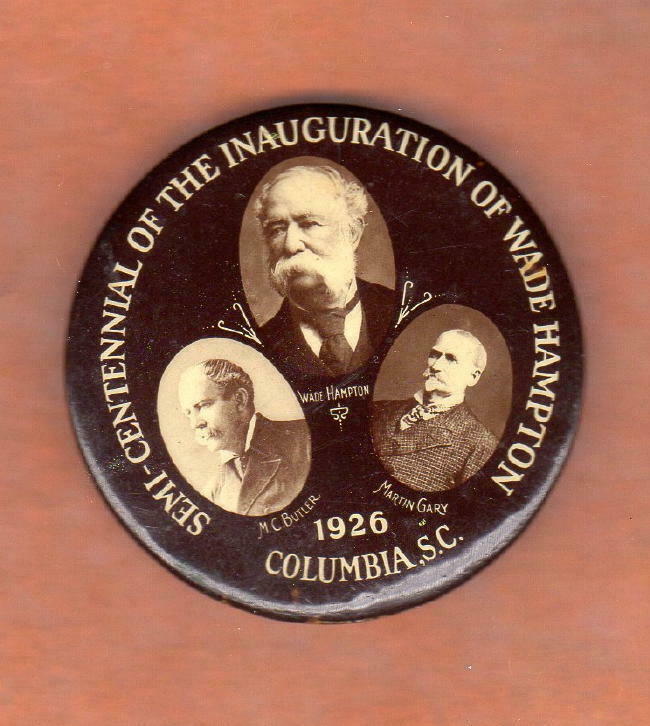 SEMI-CENTENNIAL OF THE INAUGURATION OF WADE HAMPTON
WADE HAMPTON
M.C. BUTLER
MARTIN GARY
1926
COLUMBIA, S.C.